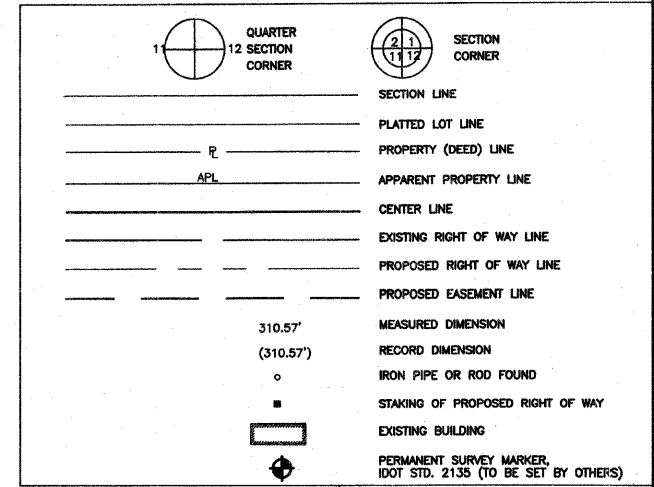 QUARTER
11 12 SECTION
CORNER
2 1 SECTION
11 12 CORNER
SECTION LINE
PLATTED LOT LINE
PL PROPERTY (DEED) LINE
APL APPARENT PROPERTY LINE
CENTER LINE
EXISTING RIGHT OF WAY LINE
PROPOSED RIGHT OF WAY LINE
PROPOSED EASEMENT LINE
310.57' MEASURED DIMENSION
(310.57') RECORD DIMENSION
IRON PIPE OR ROD FOUND
STAKING OF PROPOSED RIGHT OF WAY
EXISTING BUILDING
PERMANENT SURVEY MARKER,
IDOT STD. 2135 (TO BE SET BY OTHERS)